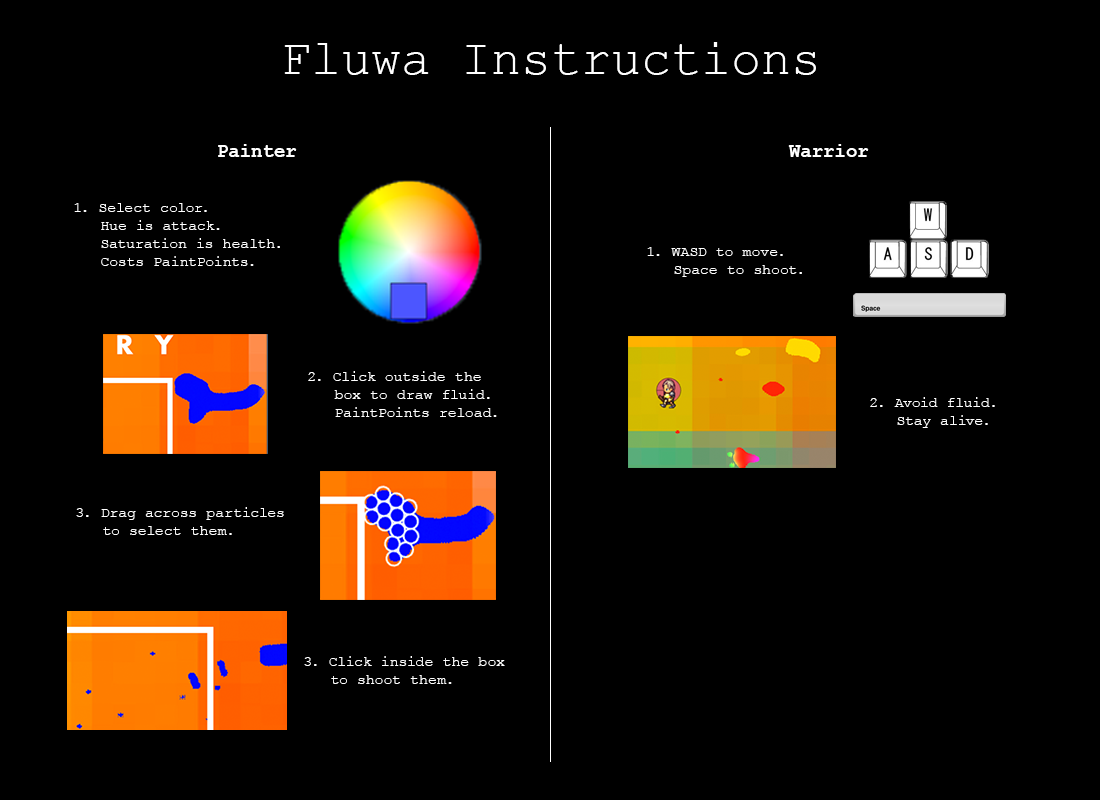 Fluwa Instructions
Painter
1. Select color.
Hue is attack.
Saturation is health.
Costs PaintPoints.
R Y
2. Click outside the
box to draw fluid.
PaintPoints reload.
3. Drag across particles
to select them.
3. Click inside the box
to shoot them.
Warrior
1. WASD to move.
Space to shoot.
W
A S D
Space
2. Avoid fluid.
Stay alive.